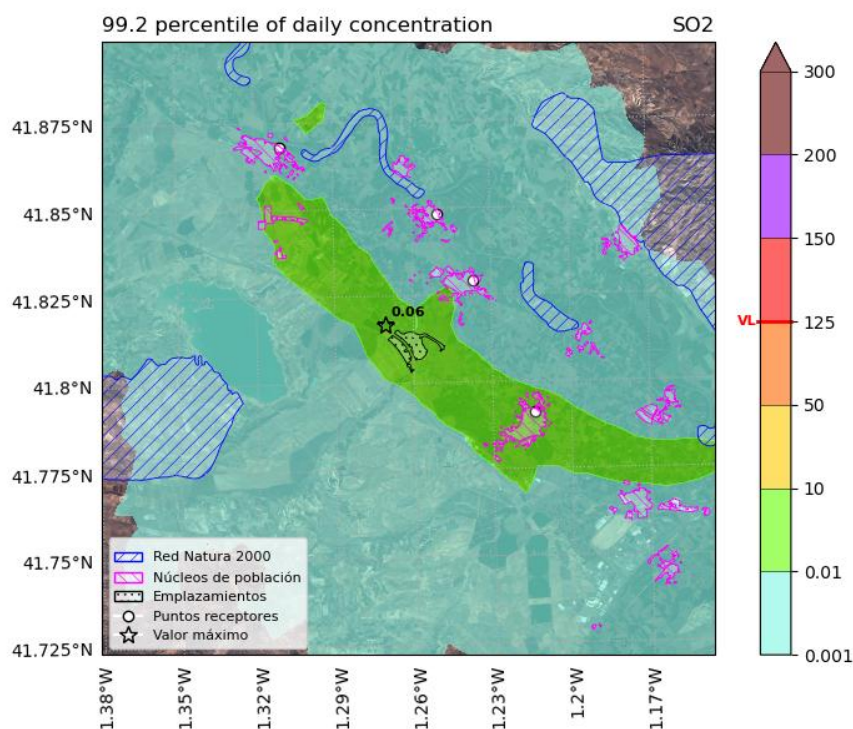 99.2 percentile of daily concentration SO2
41.875°N
41.85°N
41.825°N
41.8°N
41.775°N
41.75°N
41.725°N
0.06
Red Natura 2000
Núcleos de población
Emplazamientos
Puntos receptores
Valor máximo
1.38°W
1.35°W
1.32°W
1.29°W
1.26°W
1.23°W
1.2°W
1.17°W
300
200
150
VL 125
50
10
0.01
0.001